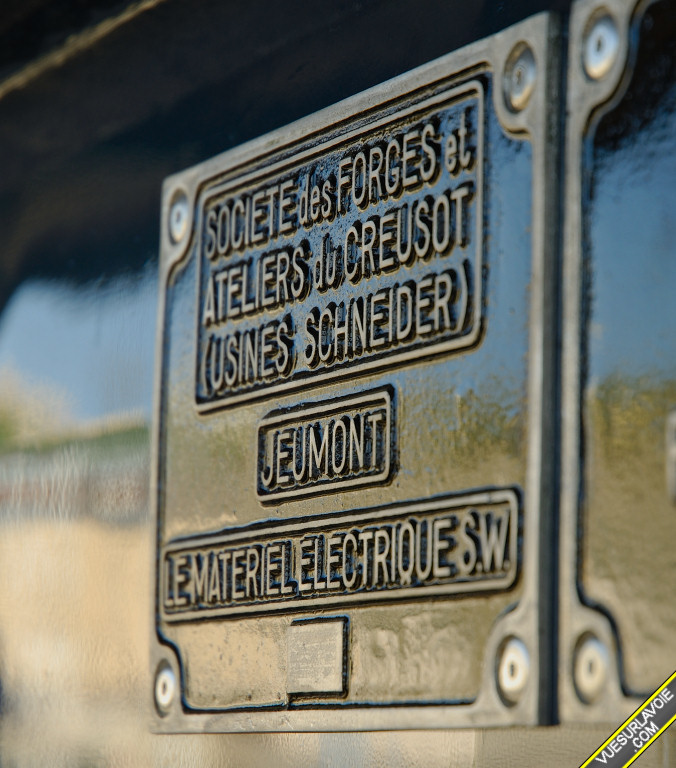 SOCIETE des FORGES et
ATELIERS du CREUSOT
(USINES SCHNEIDER)
JEUMONT
LE MATERIEL ELECTRIQUE S.W.
VUESURLAVOIE
.COM